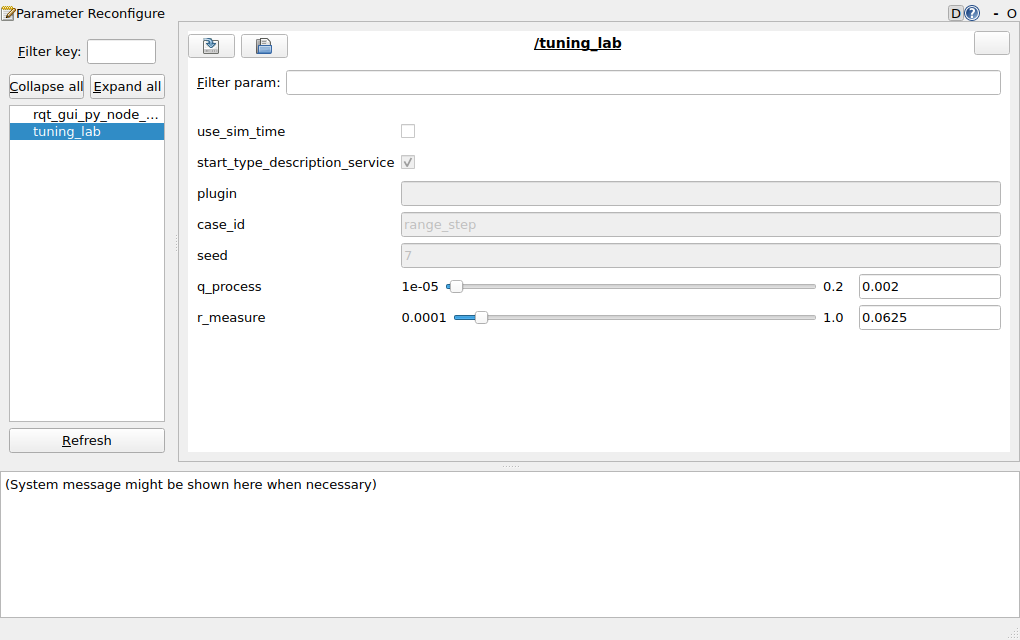 Parameter Reconfigure
D ? - O
Filter key:
Collapse all Expand all
rqt_gui_py_node_...
tuning_lab
Refresh
/tuning_lab
Filter param:
use_sim_time
start_type_description_service
plugin
case_id range_step
seed 7
q_process 1e-05 0.2 0.002
r_measure 0.0001 1.0 0.0625
(System message might be shown here when necessary)